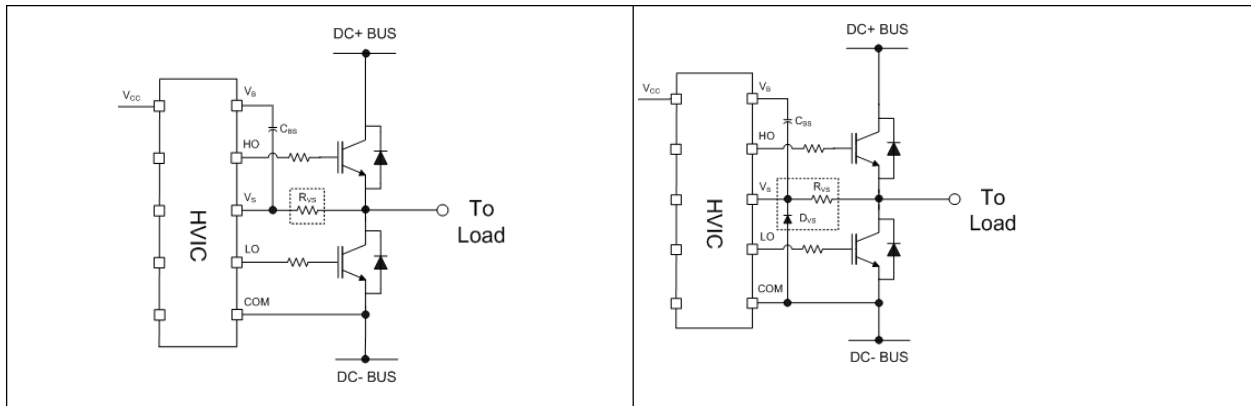 DC+ BUS
VCC
VB
CBS
HO
VS
RVS
To
Load
HVIC
LO
COM
DC- BUS
DC+ BUS
VCC
VB
CBS
HO
VS
RVS
To
Load
DVS
HVIC
LO
COM
DC- BUS